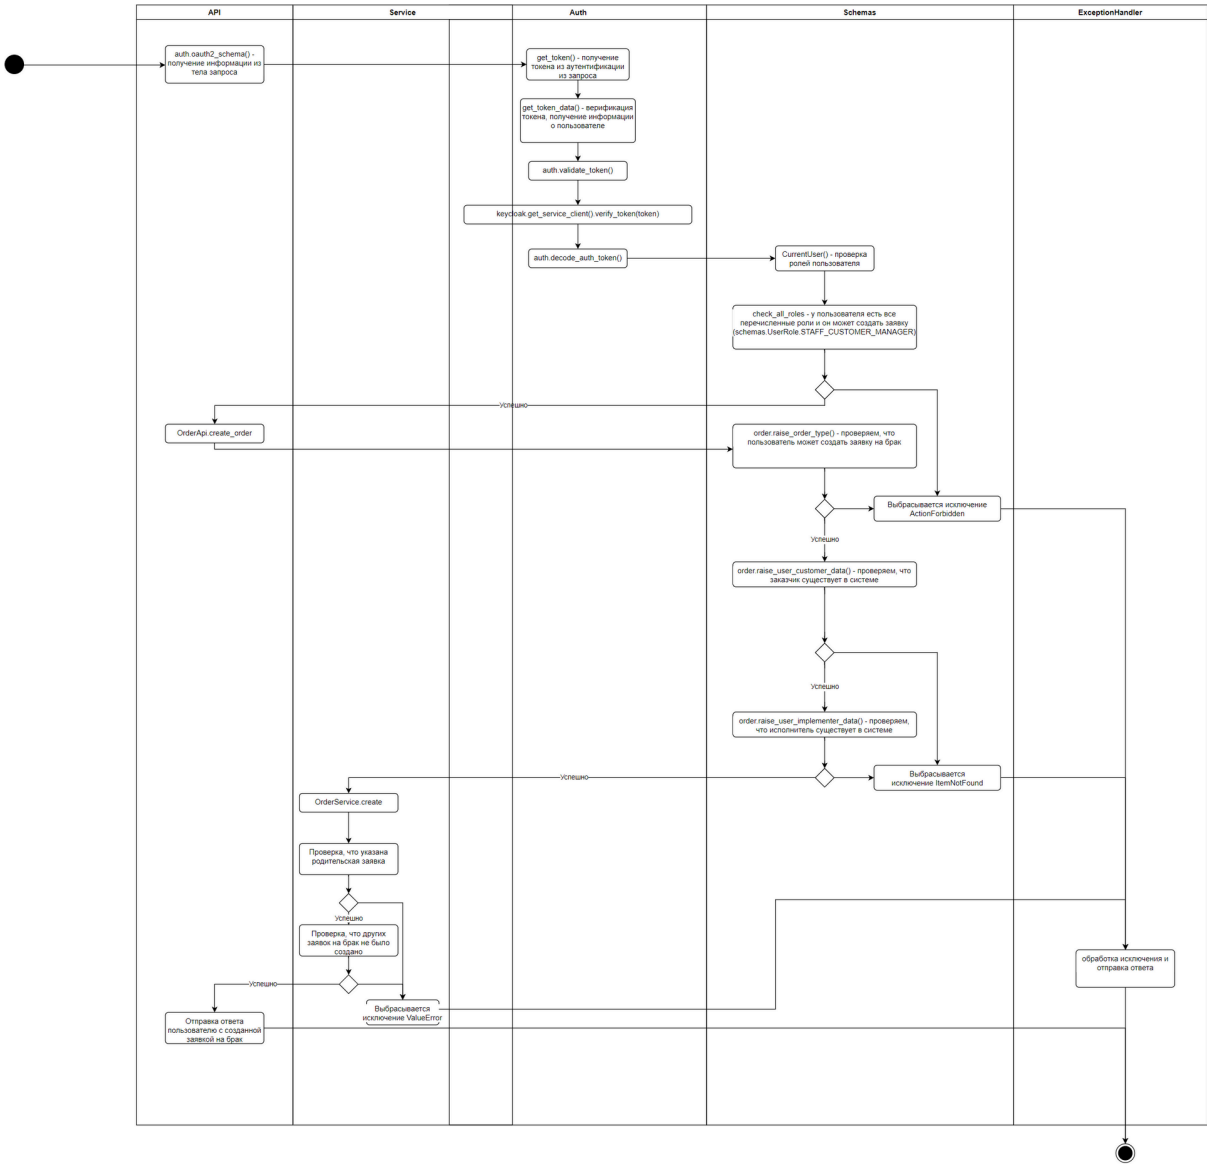 API
Service
Auth
Schemas
ExceptionHandler
auth.oauth2_schema() -
получение информации из
тела запроса
get_token() - получение
токена из аутентификации
из запроса
get_token_data() - верификация
токена, получение информации
о пользователе
auth.validate_token()
keycloak.get_service_client().verify_token(token)
auth.decode_auth_token()
CurrentUser() - проверка
ролей пользователя
check_all_roles - у пользователя есть все
перечисленные роли и он может создать заявку
(schemas.UserRole.STAFF_CUSTOMER_MANAGER)
Успешно
OrderApi.create_order
order.raise_order_type() - проверяем, что
пользователь может создать заявку на брак
Выбрасывается исключение
ActionForbidden
Успешно
order.raise_user_customer_data() - проверяем, что
заказчик существует в системе
Успешно
order.raise_user_implementer_data() - проверяем,
что исполнитель существует в системе
Успешно
Выбрасывается
исключение ItemNotFound
OrderService.create
Проверка, что указана
родительская заявка
Успешно
Проверка, что других
заявок на брак не было
создано
обработка исключения и
отправка ответа
Успешно
Выбрасывается
исключение ValueError
Отправка ответа
пользователю с созданной
заявкой на брак